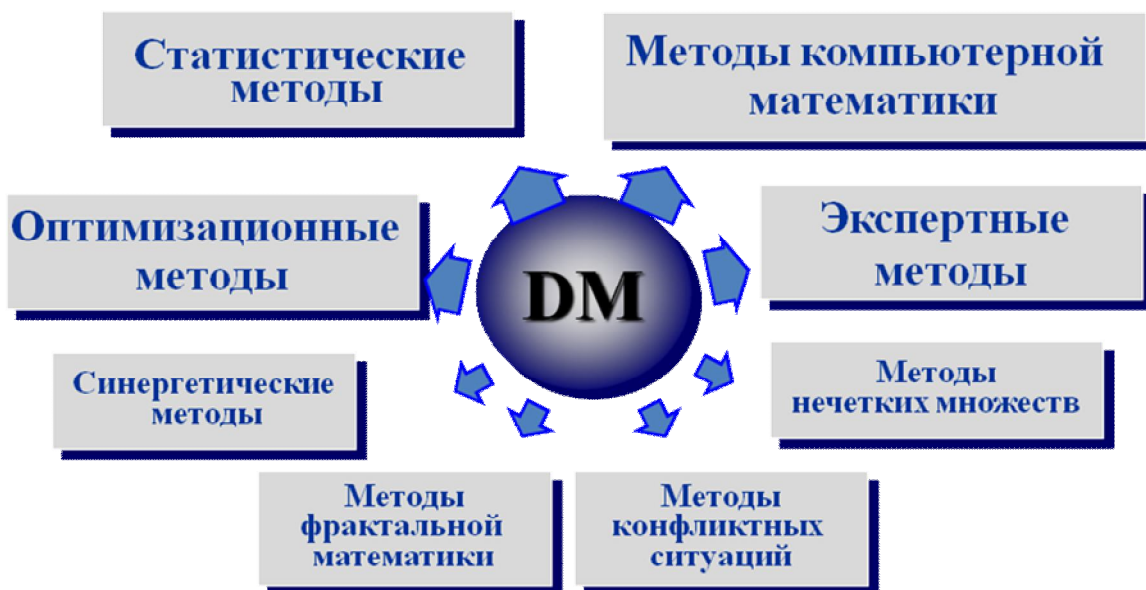 Статистические
методы
Методы компьютерной
математики
Оптимизационные
методы
DM
Экспертные
методы
Синергетические
методы
Методы
нечетких множеств
Методы
фрактальной
математики
Методы
конфликтных
ситуаций